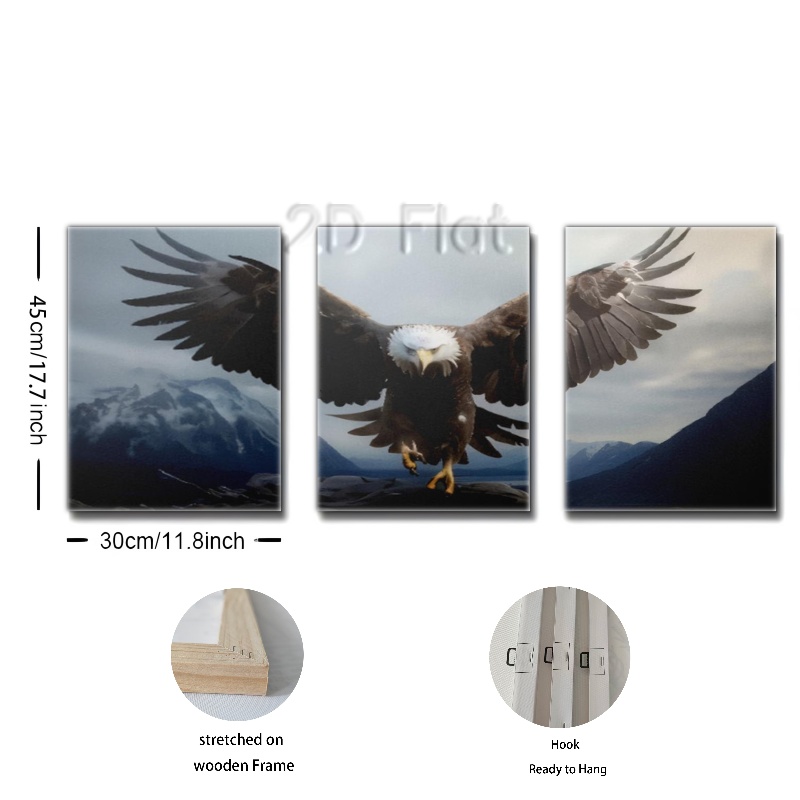 2D Flat
45cm/17.7inch
30cm/11.8inch
stretched on
wooden Frame
Hook
Ready to Hang